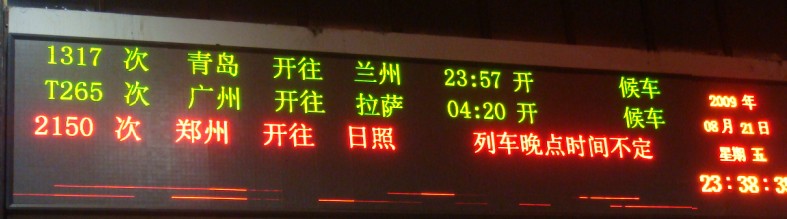 1317 次 青岛 开往 兰州 23:57 开 候车
T265 次 广州 开往 拉萨 04:20 开 候车
2150 次 郑州 开往 日照 列车晚点时间不定
2009 年
08 月 21 日
星期 五
23:38: